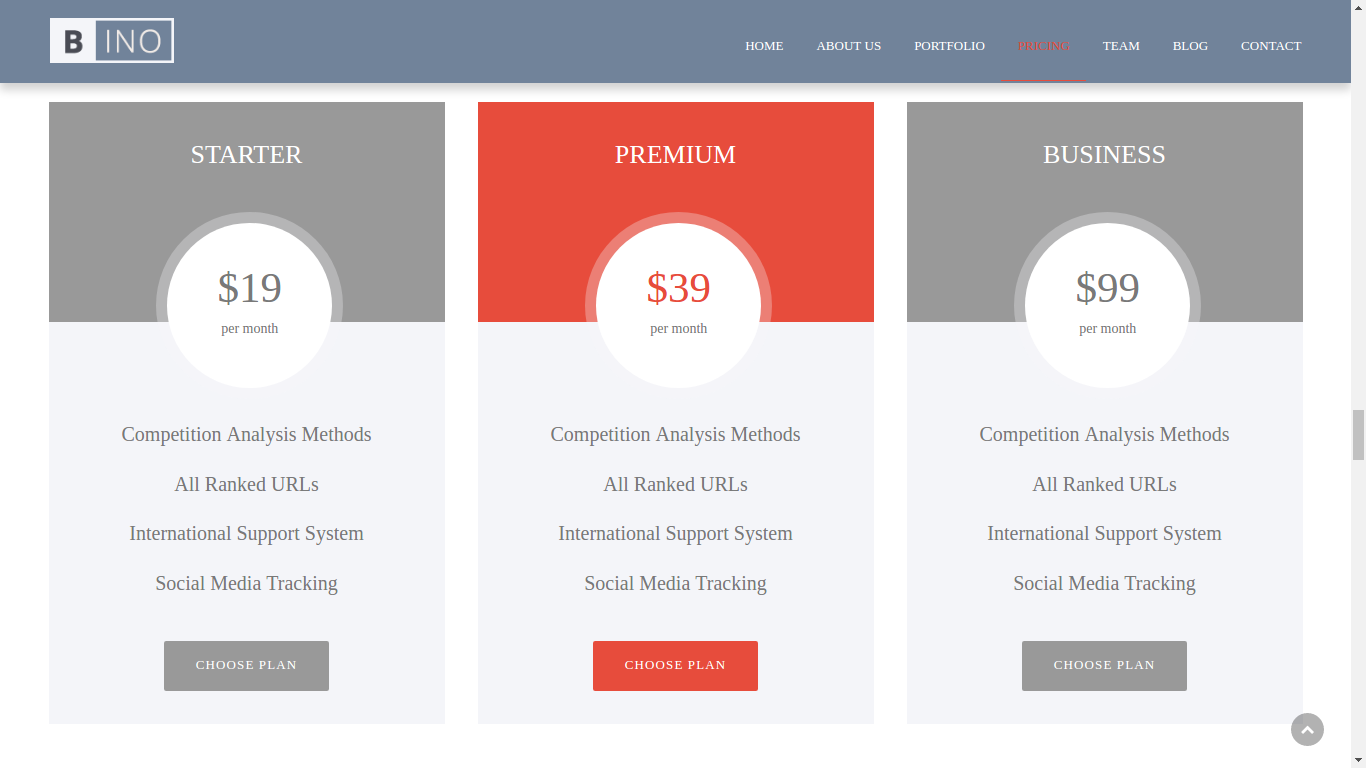 B INO
HOME ABOUT US PORTFOLIO PRICING TEAM BLOG CONTACT
STARTER
$19
per month
Competition Analysis Methods
All Ranked URLs
International Support System
Social Media Tracking
CHOOSE PLAN
PREMIUM
$39
per month
Competition Analysis Methods
All Ranked URLs
International Support System
Social Media Tracking
CHOOSE PLAN
BUSINESS
$99
per month
Competition Analysis Methods
All Ranked URLs
International Support System
Social Media Tracking
CHOOSE PLAN